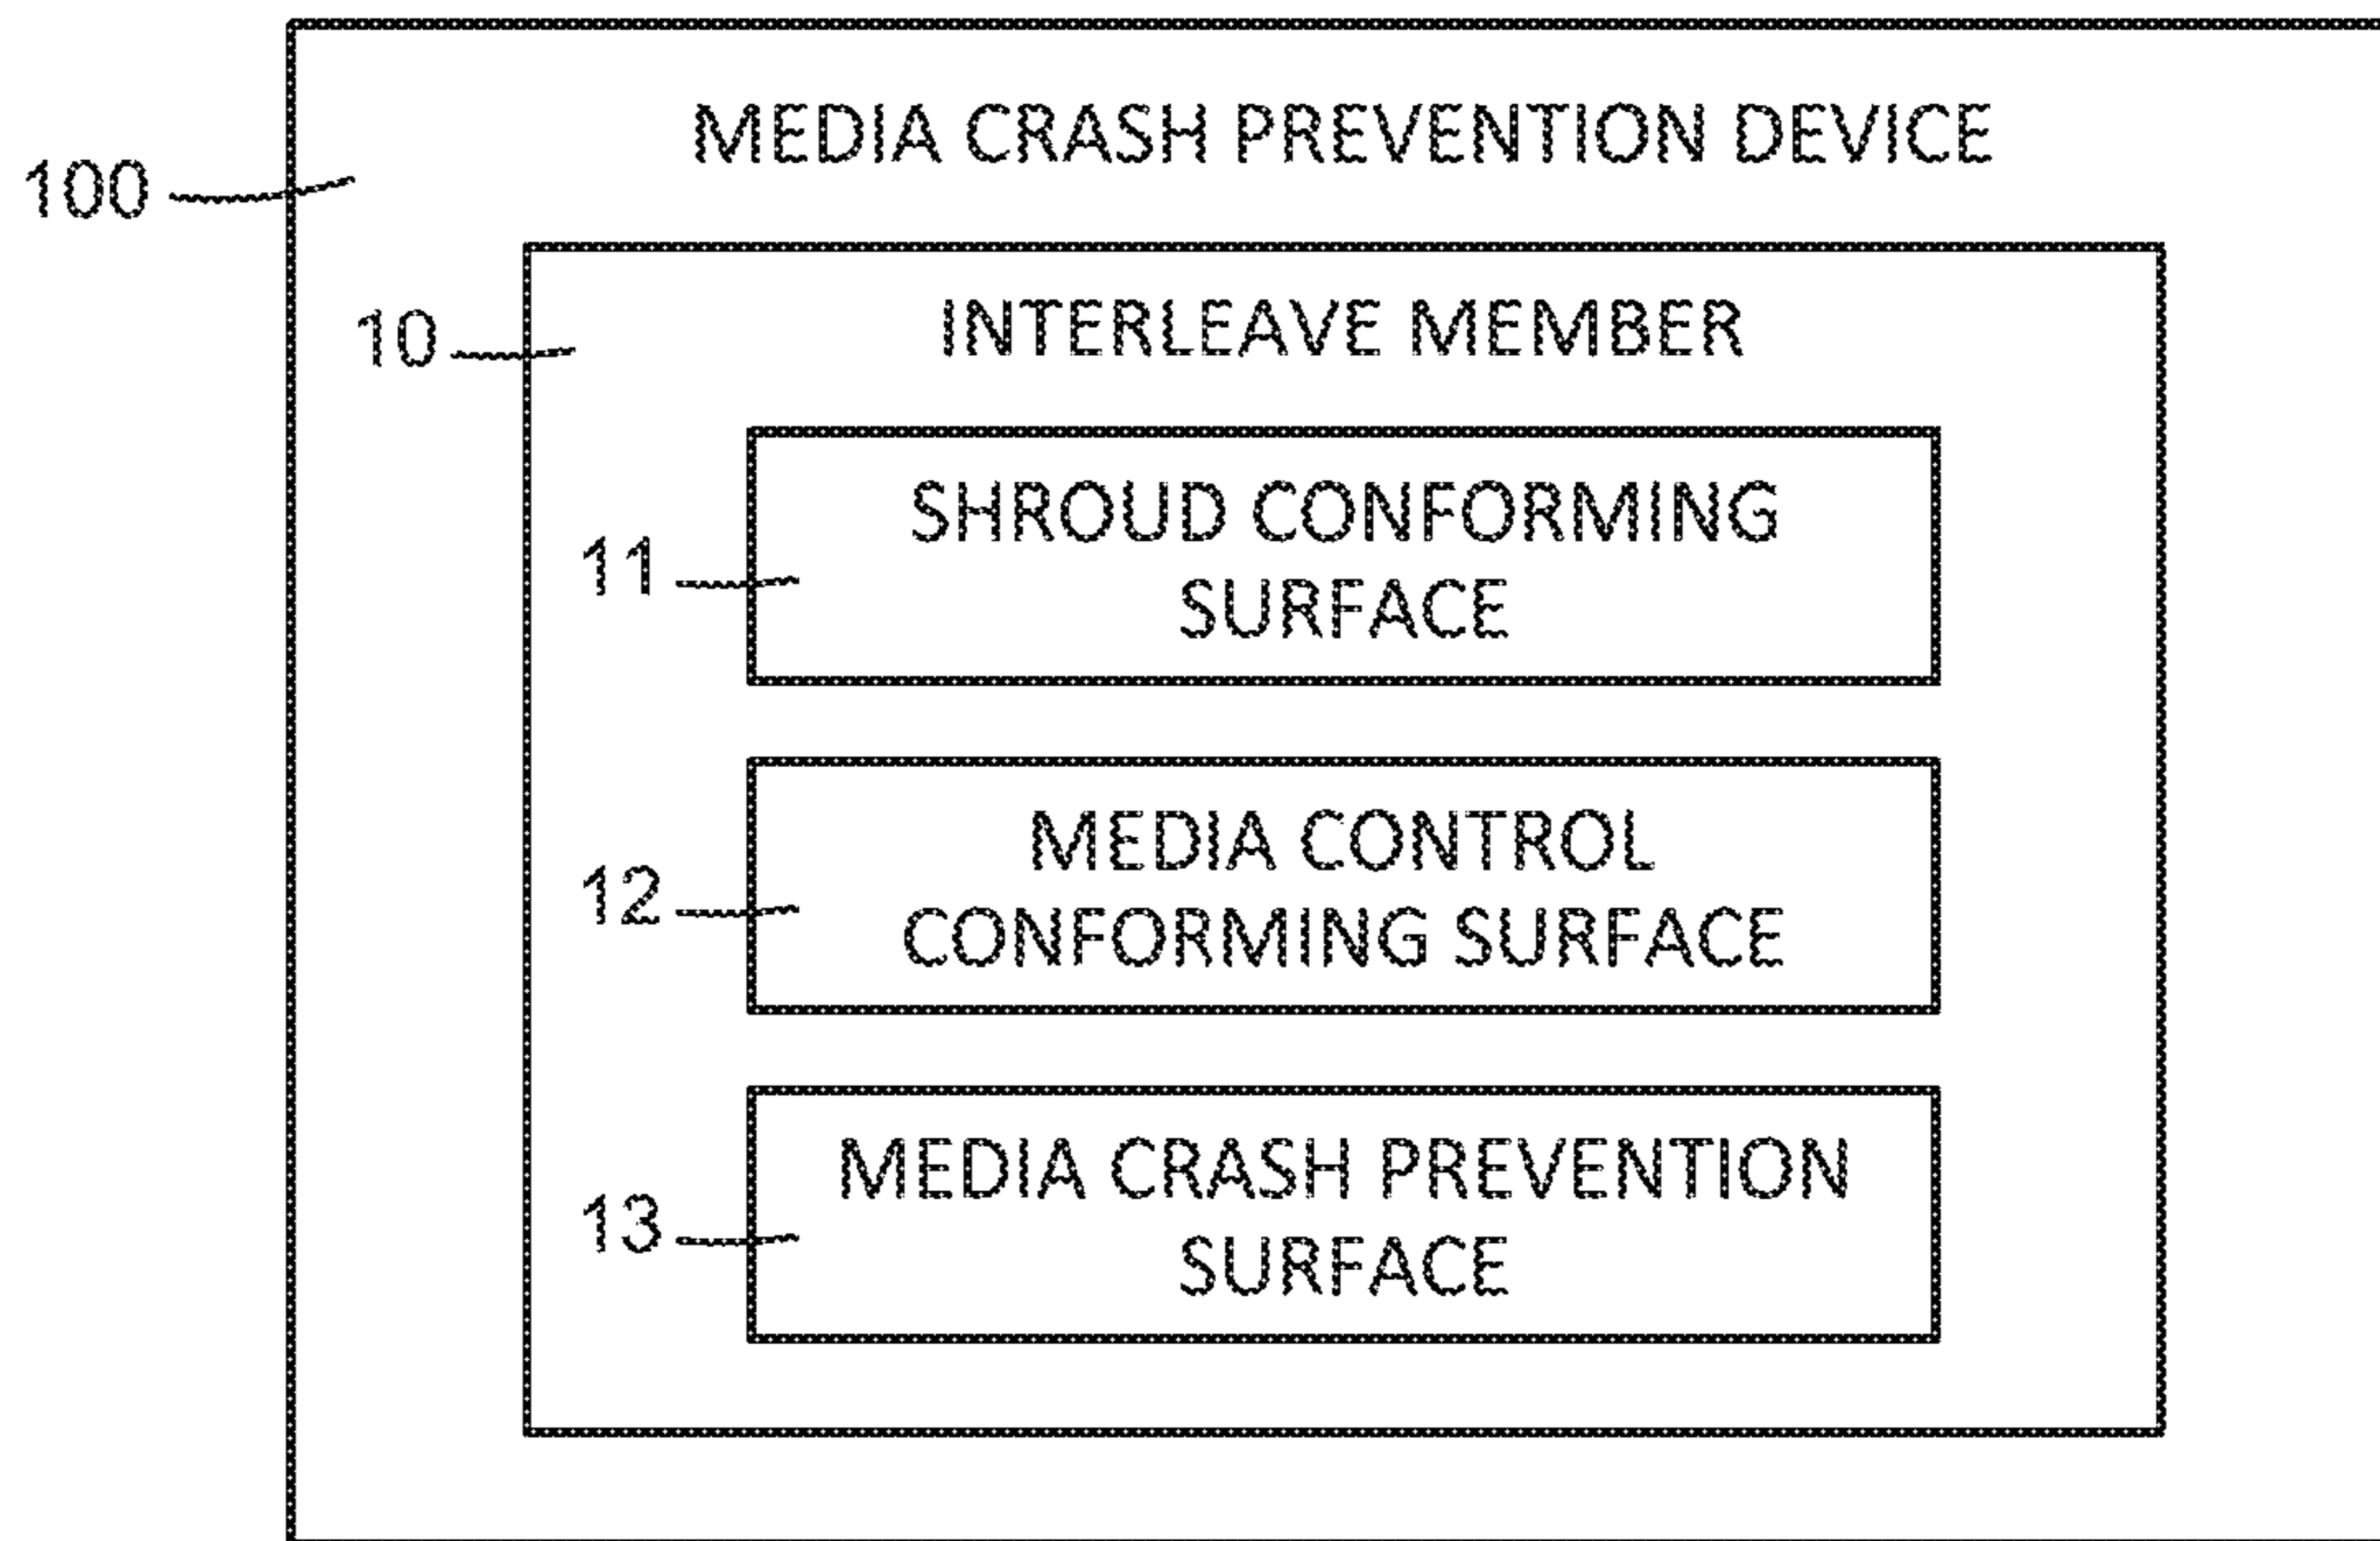 MEDIA CRASH PREVENTION DEVICE
100
INTERLEAVE MEMBER
10
SHROUD CONFORMING
SURFACE
11
MEDIA CONTROL
CONFORMING SURFACE
12
MEDIA CRASH PREVENTION
SURFACE
13